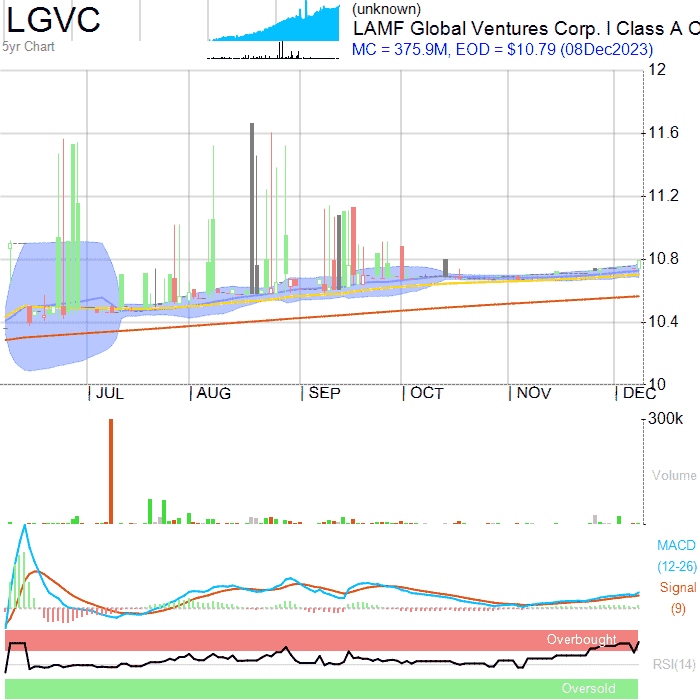 LGVC
5yr Chart
(unknown)
LAMF Global Ventures Corp. I Class A O
MC = 375.9M, EOD = $10.79 (08Dec2023)
12
11.6
11.2
10.8
10.4
10
JUL
AUG
SEP
OCT
NOV
DEC
300k
Volume
MACD
(12-26)
Signal
(9)
Overbought
RSI(14)
Oversold